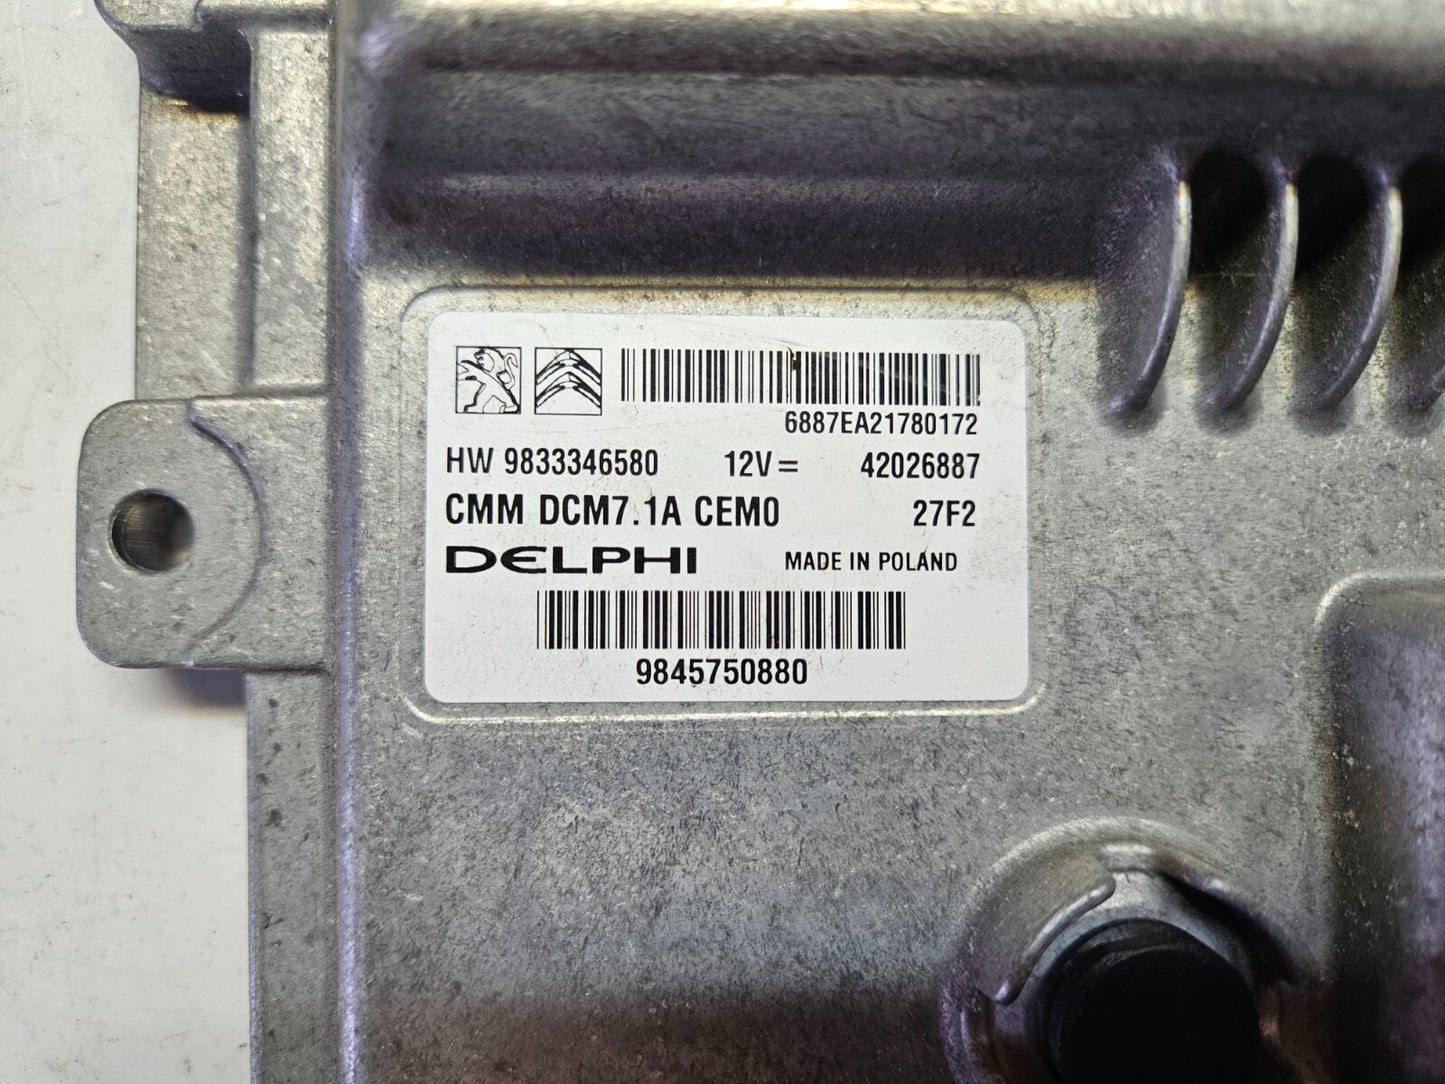 6887EA21780172
HW 9833346580 12V= 42026887
CMM DCM7.1A CEM0 27F2
DELPHI MADE IN POLAND
9845750880